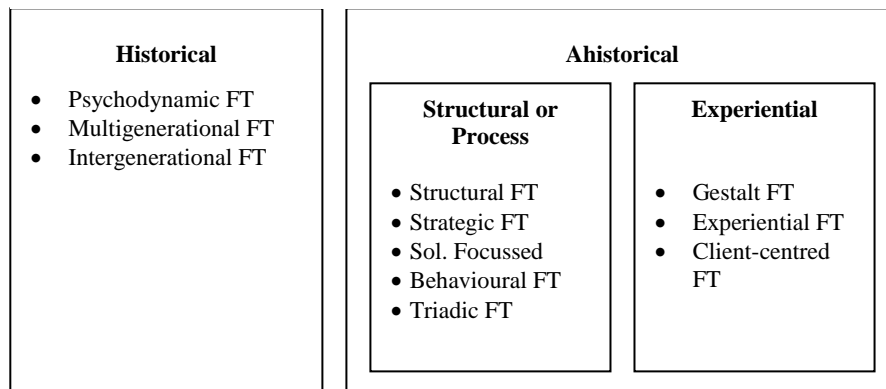 Historical
• Psychodynamic FT
• Multigenerational FT
• Intergenerational FT
Ahistorical
Structural or
Process
• Structural FT
• Strategic FT
• Sol. Focussed
• Behavioural FT
• Triadic FT
Experiential
• Gestalt FT
• Experiential FT
• Client-centred
FT